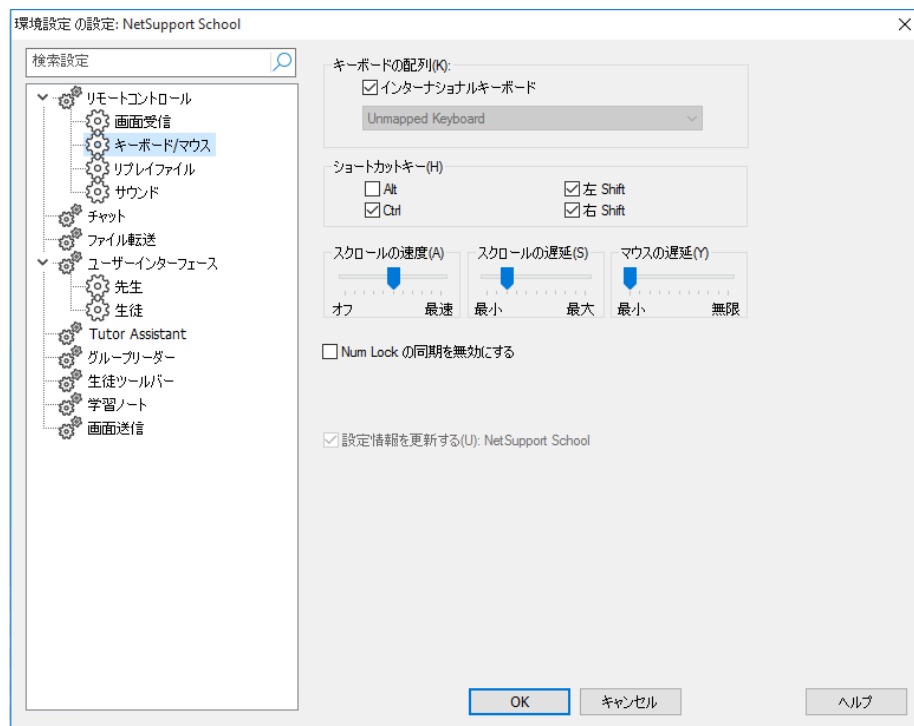 環境設定 の設定: NetSupport School
検索設定
リモートコントロール
画面受信
キーボード/マウス
リプレイファイル
サウンド
チャット
ファイル転送
ユーザーインターフェース
先生
生徒
Tutor Assistant
グループリーダー
生徒ツールバー
学習ノート
画面送信
キーボードの配列(K):
インターナショナルキーボード
Unmapped Keyboard
ショートカットキー(H)
Alt 左 Shift
Ctrl 右 Shift
スクロールの速度(A) スクロールの遅延(S) マウスの遅延(Y)
オフ 最速 最小 最大 最小 無限
Num Lock の同期を無効にする
設定情報を更新する(U): NetSupport School
OK キャンセル ヘルプ